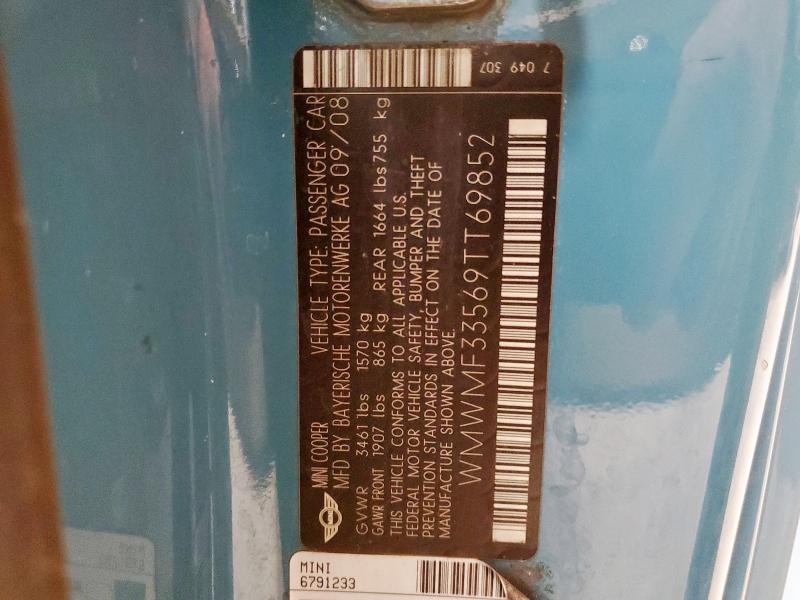 7 049 307
MINI COOPER VEHICLE TYPE: PASSENGER CAR
MFD BY BAYERISCHE MOTORENWERKE AG 09/08
GVWR 3461 lbs 1570 kg
GAWR FRONT 1907 lbs 865 kg REAR 1664 lbs 755 kg
THIS VEHICLE CONFORMS TO ALL APPLICABLE U.S.
FEDERAL MOTOR VEHICLE SAFETY, BUMPER AND THEFT
PREVENTION STANDARDS IN EFFECT ON THE DATE OF
MANUFACTURE SHOWN ABOVE.
WMWMF33569TT69852
MINI
6791233